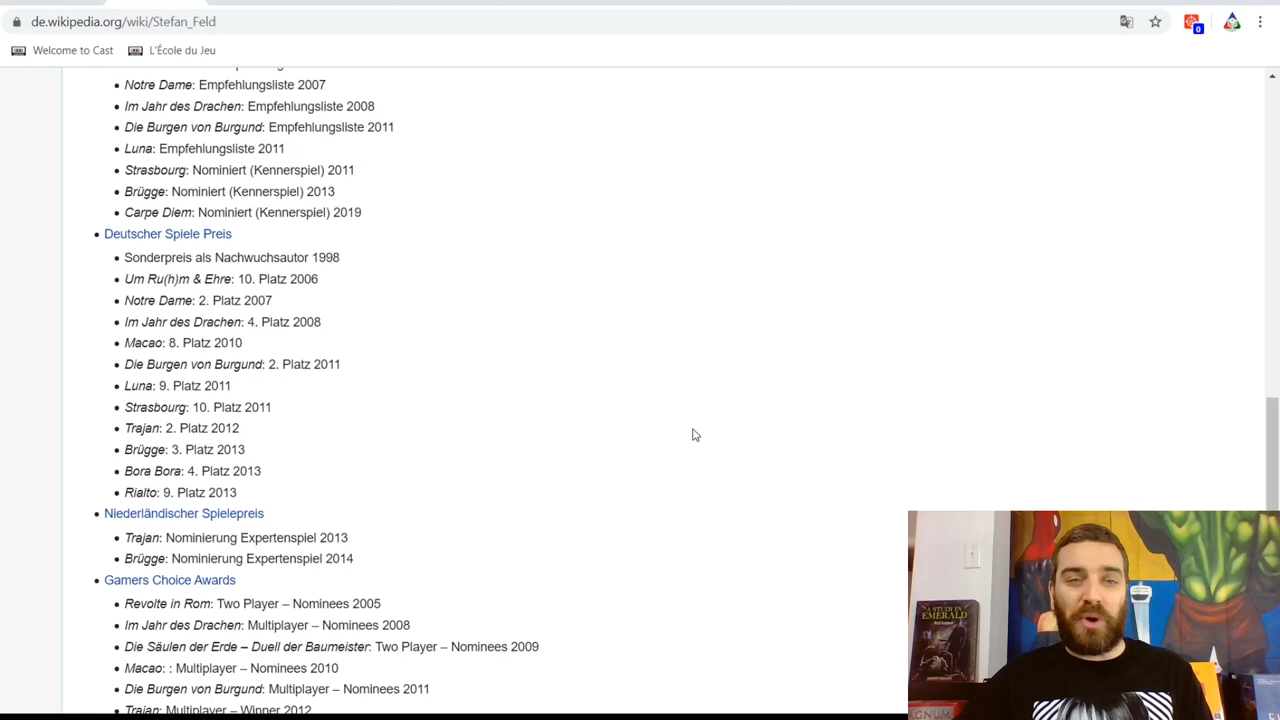 de.wikipedia.org/wiki/Stefan_Feld
0
Welcome to Cast
L'École du Jeu
Notre Dame: Empfehlungsliste 2007
Im Jahr des Drachen: Empfehlungsliste 2008
Die Burgen von Burgund: Empfehlungsliste 2011
Luna: Empfehlungsliste 2011
Strasbourg: Nominiert (Kennerspiel) 2011
Brügge: Nominiert (Kennerspiel) 2013
Carpe Diem: Nominiert (Kennerspiel) 2019
Deutscher Spiele Preis
Sonderpreis als Nachwuchsautor 1998
Um Ru(h)m & Ehre: 10. Platz 2006
Notre Dame: 2. Platz 2007
Im Jahr des Drachen: 4. Platz 2008
Macao: 8. Platz 2010
Die Burgen von Burgund: 2. Platz 2011
Luna: 9. Platz 2011
Strasbourg: 10. Platz 2011
Trajan: 2. Platz 2012
Brügge: 3. Platz 2013
Bora Bora: 4. Platz 2013
Rialto: 9. Platz 2013
Niederländischer Spielepreis
Trajan: Nominierung Expertenspiel 2013
Brügge: Nominierung Expertenspiel 2014
Gamers Choice Awards
Revolte in Rom: Two Player – Nominees 2005
Im Jahr des Drachen: Multiplayer – Nominees 2008
Die Säulen der Erde – Duell der Baumeister: Two Player – Nominees 2009
Macao: : Multiplayer – Nominees 2010
Die Burgen von Burgund: Multiplayer – Nominees 2011
Trajan: Multiplayer – Winner 2012
A STUDY IN
EMERALD